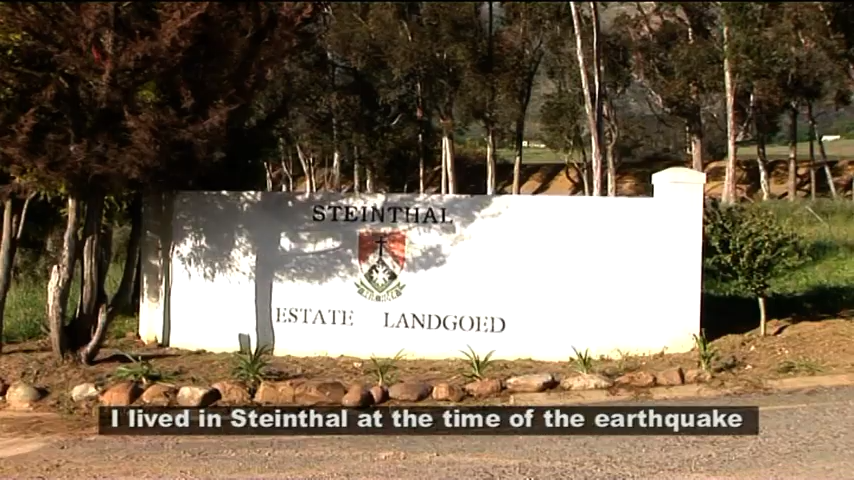 STEINTHAL
ESTATE LANDGOED
I lived in Steinthal at the time of the earthquake